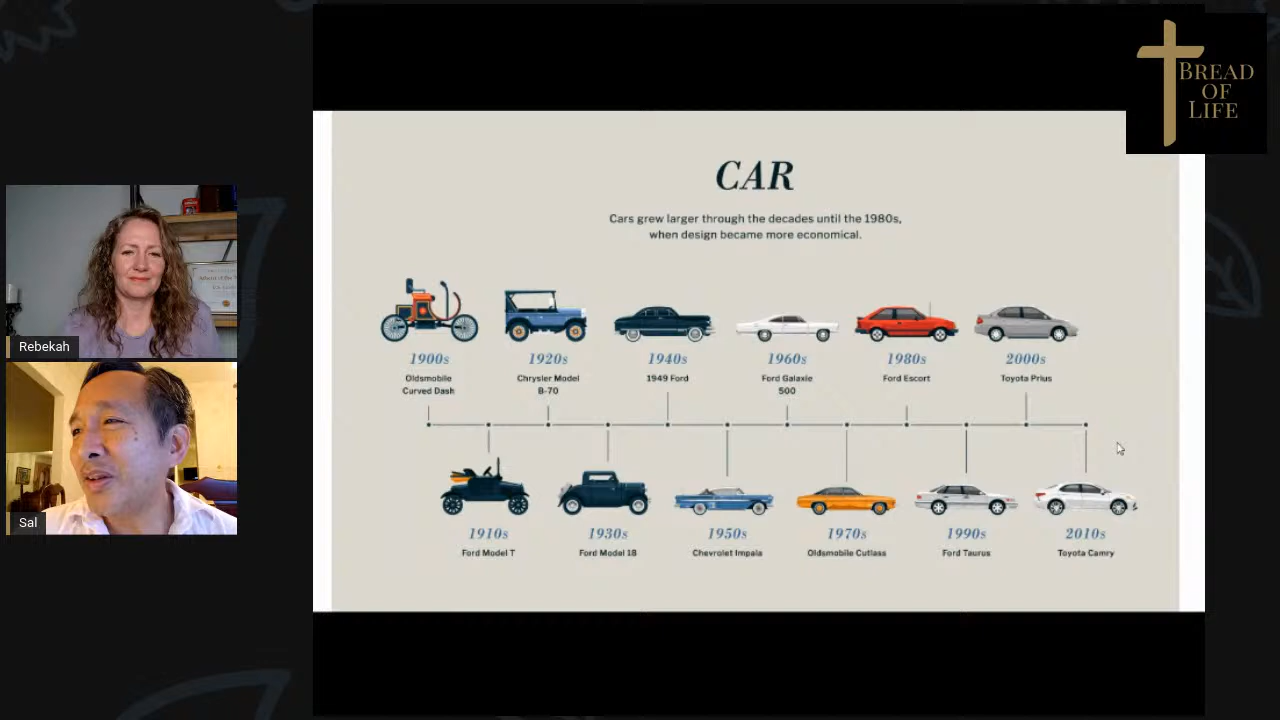 BREAD
OF
LIFE
CAR
Cars grew larger through the decades until the 1980s,
when design became more economical.
1900s
Oldsmobile
Curved Dash
1920s
Chrysler Model
B-70
1940s
1949 Ford
1960s
Ford Galaxie
500
1980s
Ford Escort
2000s
Toyota Prius
1910s
Ford Model T
1930s
Ford Model 18
1950s
Chevrolet Impala
1970s
Oldsmobile Cutlass
1990s
Ford Taurus
2010s
Toyota Camry
Rebekah
Sal